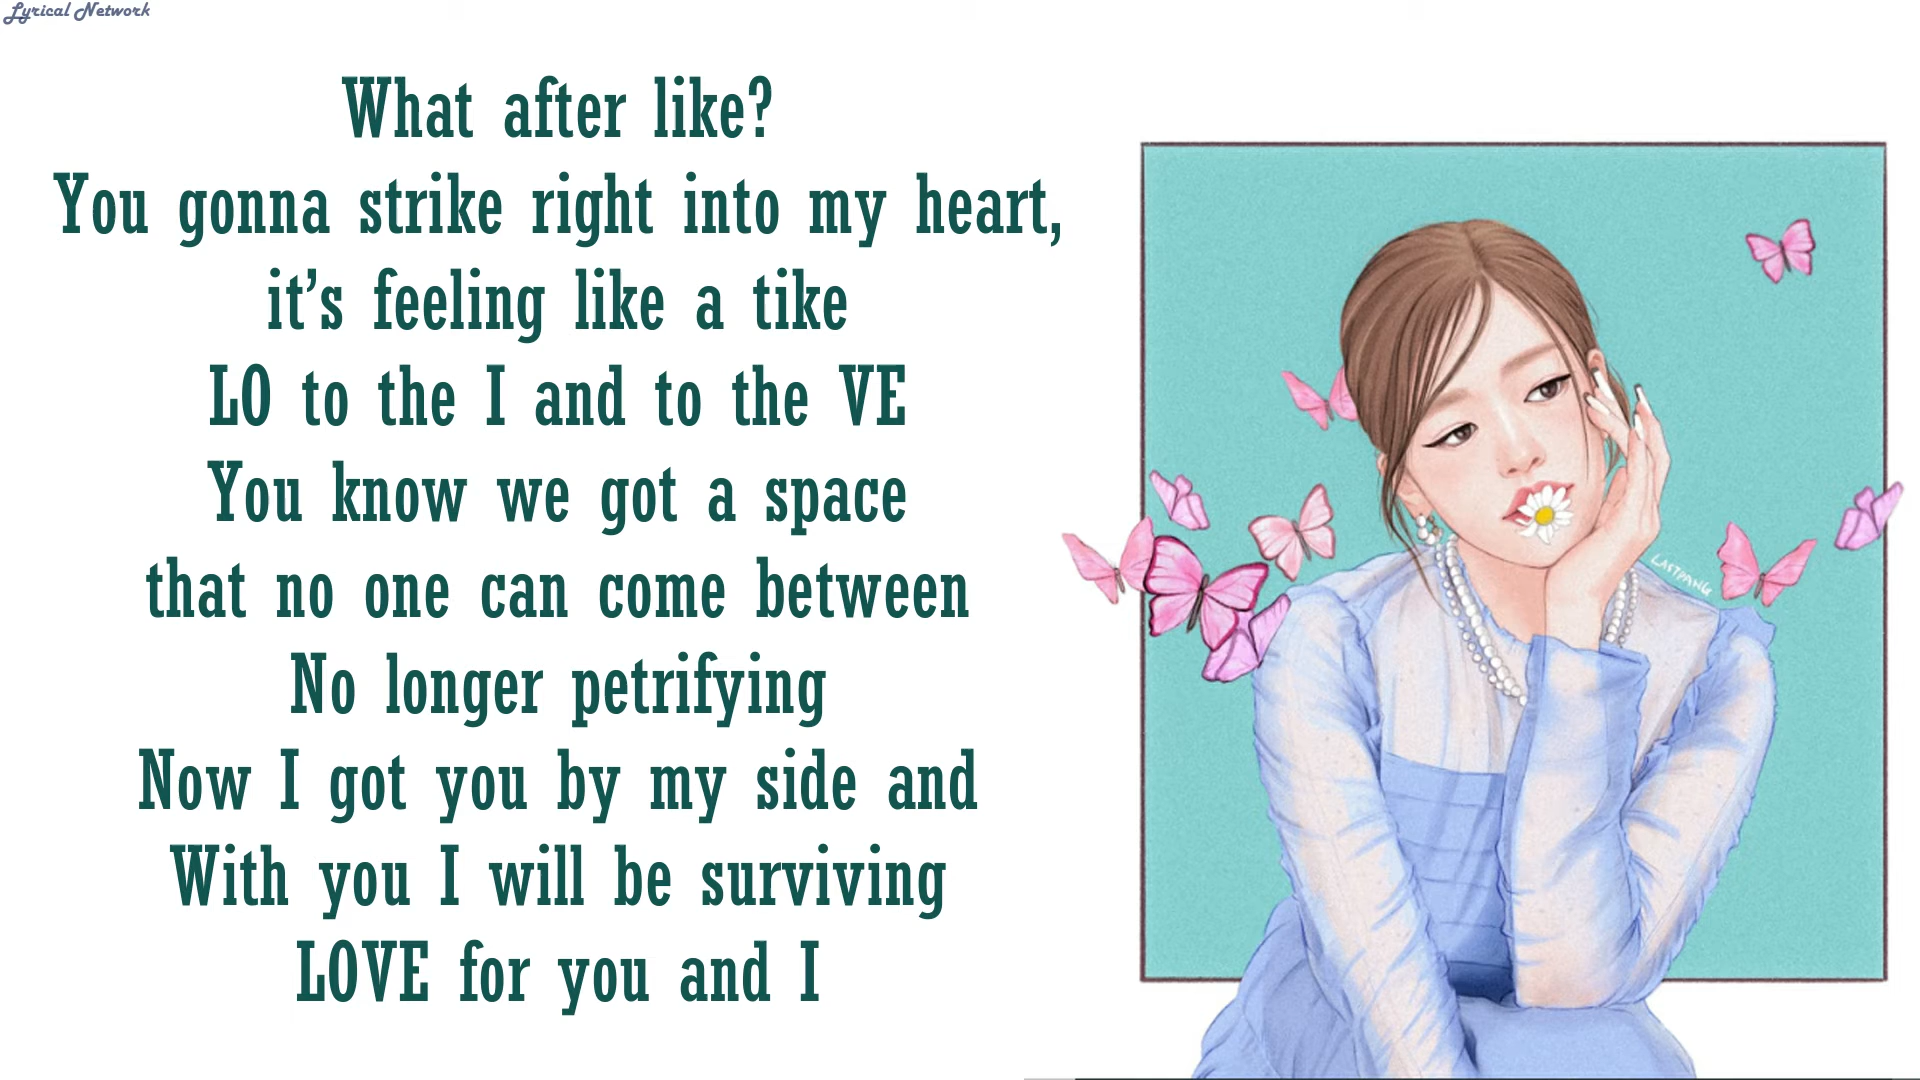 Lyrical Network
What after like?
You gonna strike right into my heart,
it’s feeling like a tike
LO to the I and to the VE
You know we got a space
that no one can come between
No longer petrifying
Now I got you by my side and
With you I will be surviving
LOVE for you and I
LASTPANG